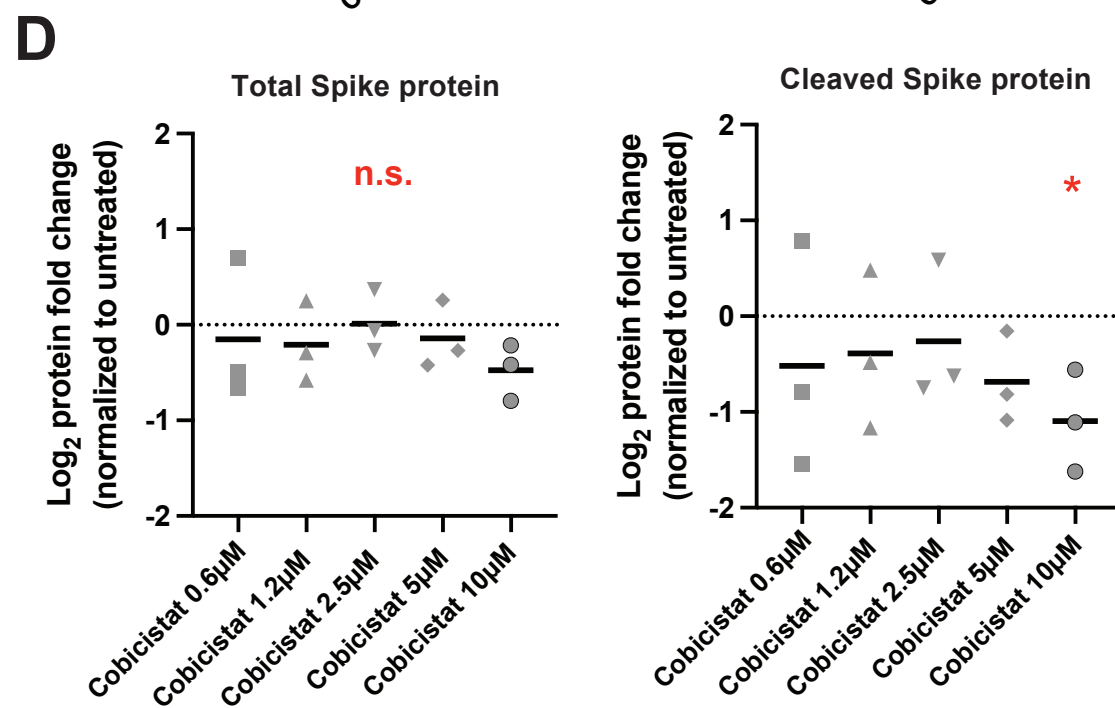 D
Total Spike protein
Log2 protein fold change
(normalized to untreated)
2
1
0
-1
-2
n.s.
Cobicistat 0.6µM
Cobicistat 1.2µM
Cobicistat 2.5µM
Cobicistat 5µM
Cobicistat 10µM
Cleaved Spike protein
Log2 protein fold change
(normalized to untreated)
2
1
0
-1
-2
*
Cobicistat 0.6µM
Cobicistat 1.2µM
Cobicistat 2.5µM
Cobicistat 5µM
Cobicistat 10µM